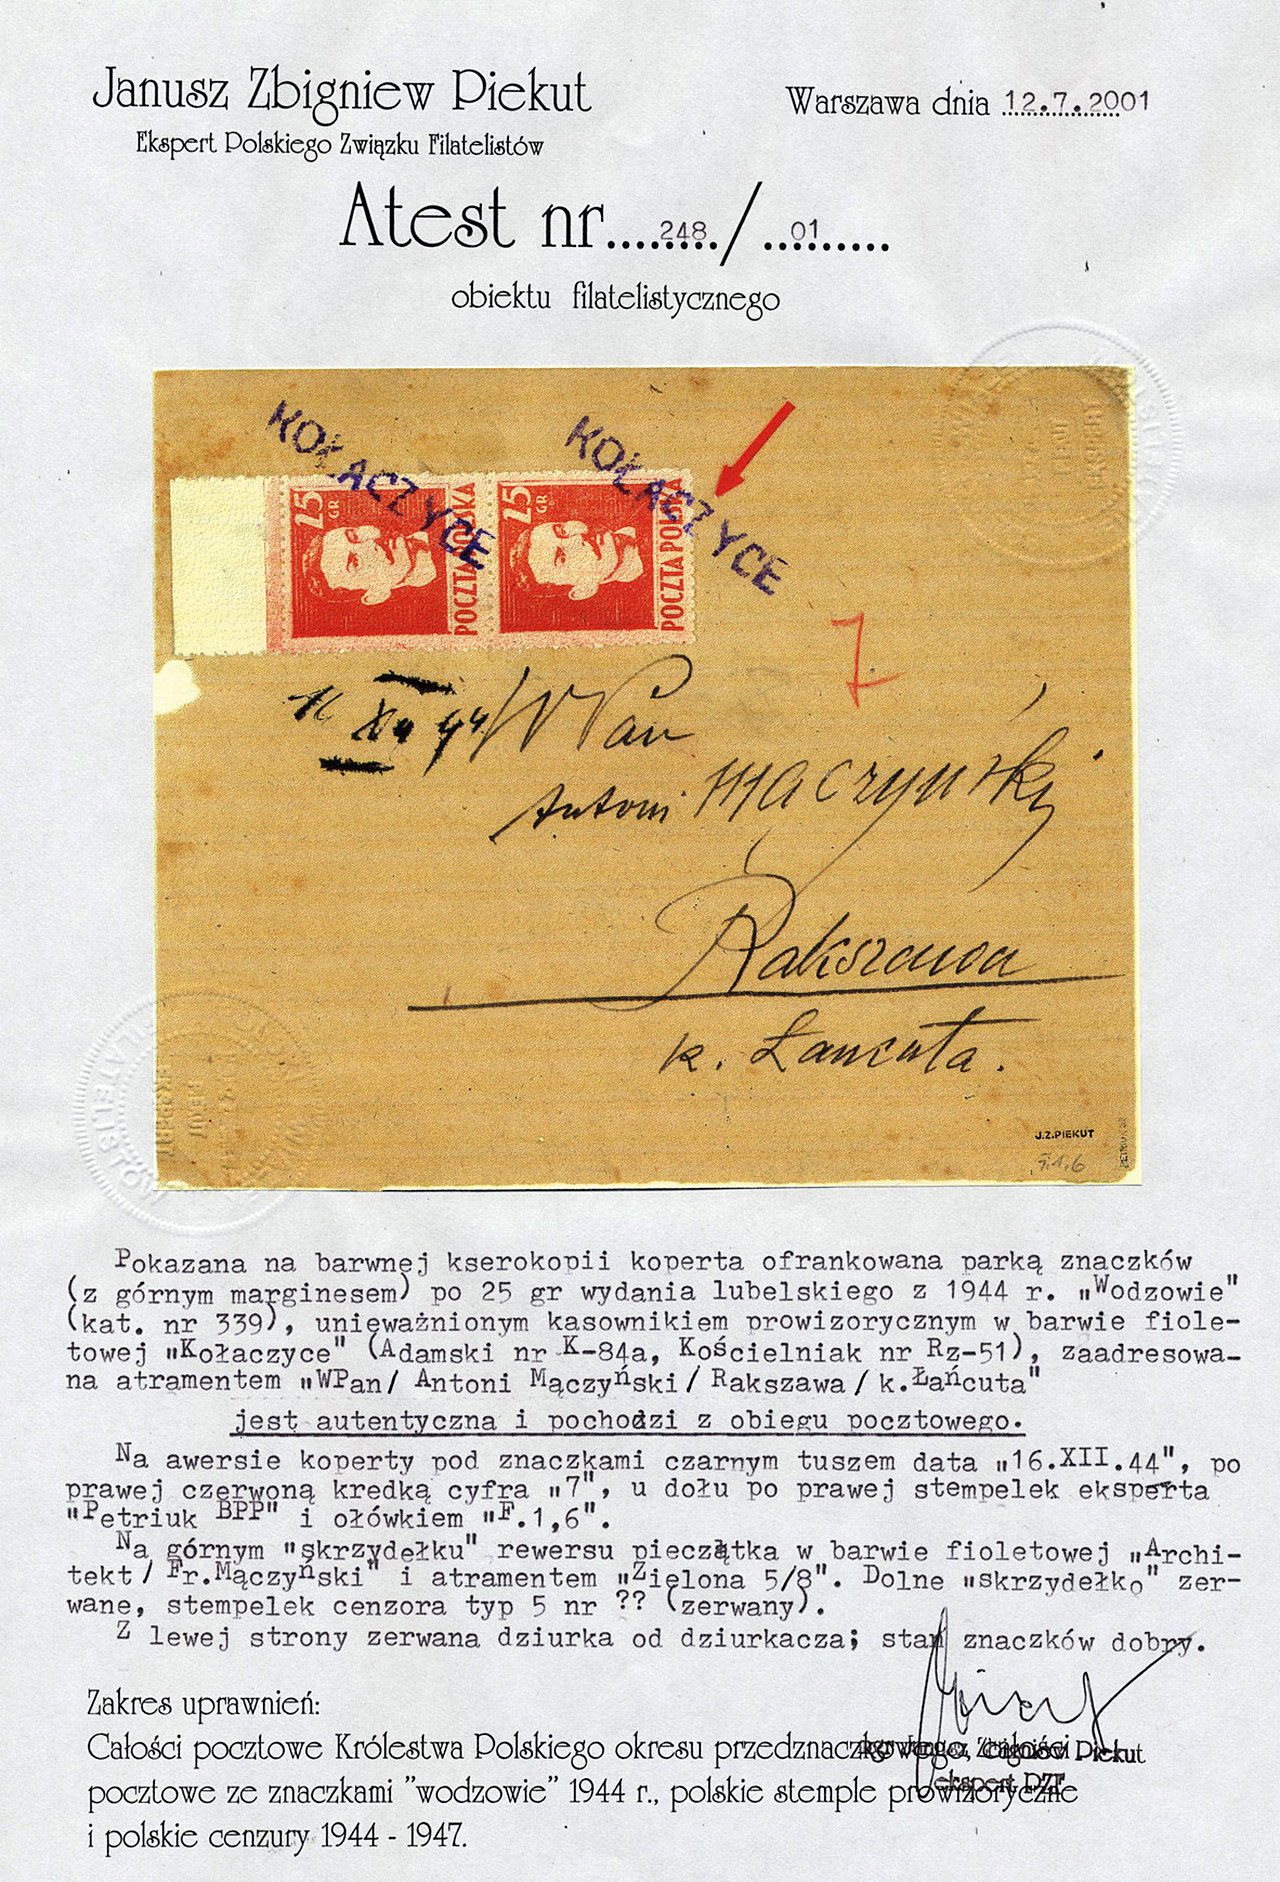 Janusz Zbigniew Piekut
Ekspert Polskiego Związku Filatelistów
Warszawa dnia 12.7.2001
Atest nr....248./..01......
obiektu filatelistycznego
KOŁACZYCE
KOŁACZYCE
25 GR
POCZTA POLSKA
25 GR
POCZTA POLSKA
7
16 XII 44
WPan
Antoni Mączyński
Rakszawa
k. Łańcuta.
J.Z.PIEKUT
Pokazana na barwnej kserokopii koperta ofrankowana parką znaczków
(z górnym marginesem) po 25 gr wydania lubelskiego z 1944 r. "Wodzowie"
(kat. nr 339), unieważnionym kasownikiem prowizorycznym w barwie fiole-
towej "Kołaczyce" (Adamski nr K-84a, Kościelniak nr Rz-51), zaadresowa-
na atramentem "WPan/ Antoni Mączyński/ Rakszawa/ k.Łańcuta"
jest autentyczna i pochodzi z obiegu pocztowego.
Na awersie koperty pod znaczkami czarnym tuszem data "16.XII.44", po
prawej czerwoną kredką cyfra "7", u dołu po prawej stempelek eksperta
"Petriuk BPP" i ołówkiem "F.1,6".
Na górnym "skrzydełku" rewersu pieczątka w barwie fioletowej "Archi-
tekt/ Fr.Mączyński" i atramentem "Zielona 5/8". Dolne "skrzydełko" zer-
wane, stempelek cenzora typ 5 nr ?? (zerwany).
Z lewej strony zerwana dziurka od dziurkacza; stan znaczków dobry.
Zakres uprawnień:
Całości pocztowe Królestwa Polskiego okresu przedznaczkowego, całości
pocztowe ze znaczkami "wodzowie" 1944 r., polskie stemple prowizoryczne
i polskie cenzury 1944 - 1947.
Piekut
ekspert PZF